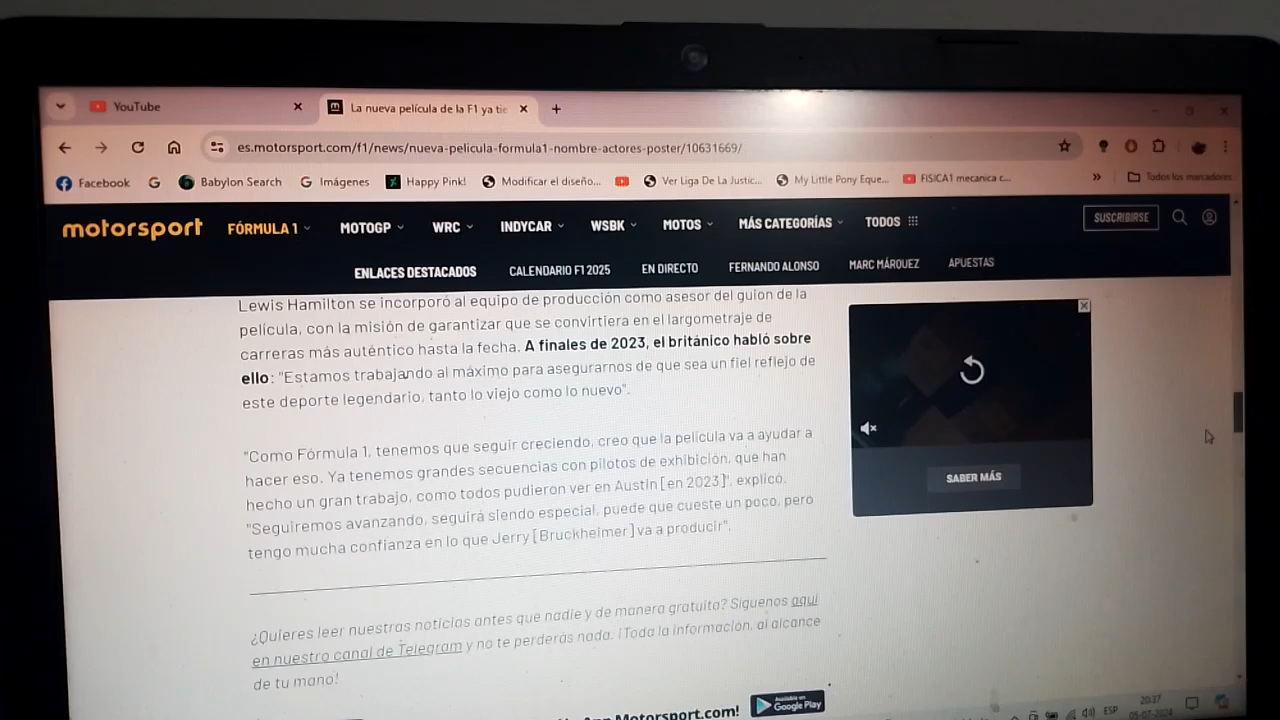 YouTube
La nueva película de la F1 ya tie
es.motorsport.com/f1/news/nueva-pelicula-formula1-nombre-actores-poster/10631669/
Facebook
Babylon Search
Imágenes
Happy Pink!
Modificar el diseño...
Ver Liga De La Justic...
My Little Pony Eque...
FISICA1 mecanica c...
Todos los marcadores
motorsport
FÓRMULA 1
MOTOGP
WRC
INDYCAR
WSBK
MOTOS
MÁS CATEGORÍAS
TODOS
SUSCRIBIRSE
ENLACES DESTACADOS
CALENDARIO F1 2025
EN DIRECTO
FERNANDO ALONSO
MARC MÁRQUEZ
APUESTAS
Lewis Hamilton se incorporó al equipo de producción como asesor del guion de la
película, con la misión de garantizar que se convirtiera en el largometraje de
carreras más auténtico hasta la fecha. A finales de 2023, el británico habló sobre
ello: "Estamos trabajando al máximo para asegurarnos de que sea un fiel reflejo de
este deporte legendario, tanto lo viejo como lo nuevo".
"Como Fórmula 1, tenemos que seguir creciendo, creo que la película va a ayudar a
hacer eso. Ya tenemos grandes secuencias con pilotos de exhibición, que han
hecho un gran trabajo, como todos pudieron ver en Austin [en 2023]", explicó.
"Seguiremos avanzando, seguirá siendo especial, puede que cueste un poco, pero
tengo mucha confianza en lo que Jerry [Bruckheimer] va a producir".
SABER MÁS
¿Quieres leer nuestras noticias antes que nadie y de manera gratuita? Síguenos aquí
en nuestro canal de Telegram y no te perderás nada. ¡Toda la información, al alcance
de tu mano!
App Motorsport.com!
Available on
Google Play
ESP
20:37
05-07-2024